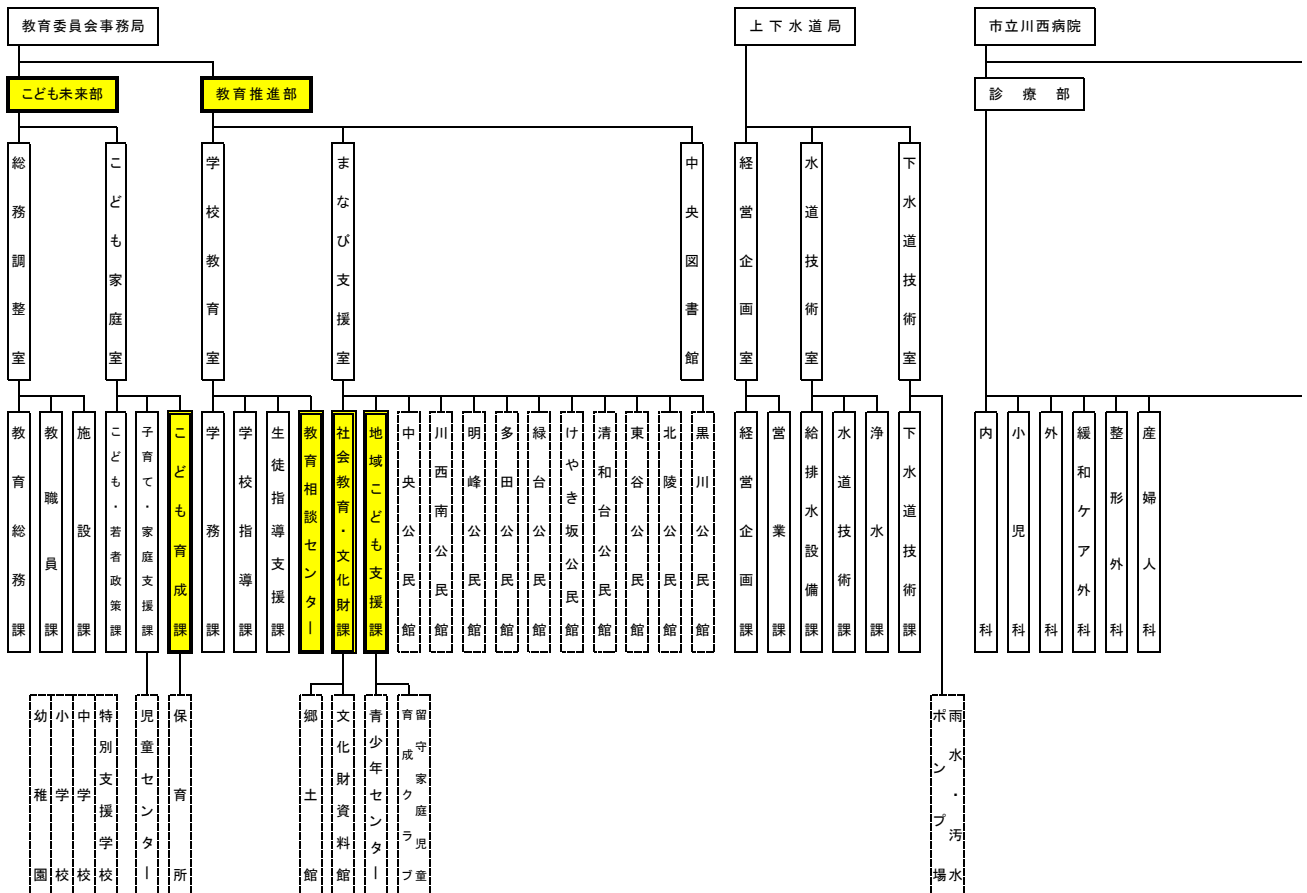 教育委員会事務局
上下水道局
市立川西病院
こども未来部
教育推進部
診療部
総務調整室
こども家庭室
学校教育室
まなび支援室
中央図書館
経営企画室
水道技術室
下水道技術室
教育総務課
教職員課
施設課
こども・若者政策課
子育て・家庭支援課
こども育成課
学務課
学校指導課
生徒指導支援課
教育相談センター
社会教育・文化財課
地域こども支援課
中央公民館
川西南公民館
明峰公民館
多田公民館
緑台公民館
けやき坂公民館
清和台公民館
東谷公民館
北陵公民館
黒川公民館
経営企画課
営業課
給排水設備課
水道技術課
浄水課
下水道技術課
内科
小児科
外科
緩和ケア外科
整形外科
産婦人科
幼稚園
小学校
中学校
特別支援学校
児童センター
保育所
郷土館
文化財資料館
青少年センター
留守家庭児童
育成クラブ
雨水・汚水
ポンプ場